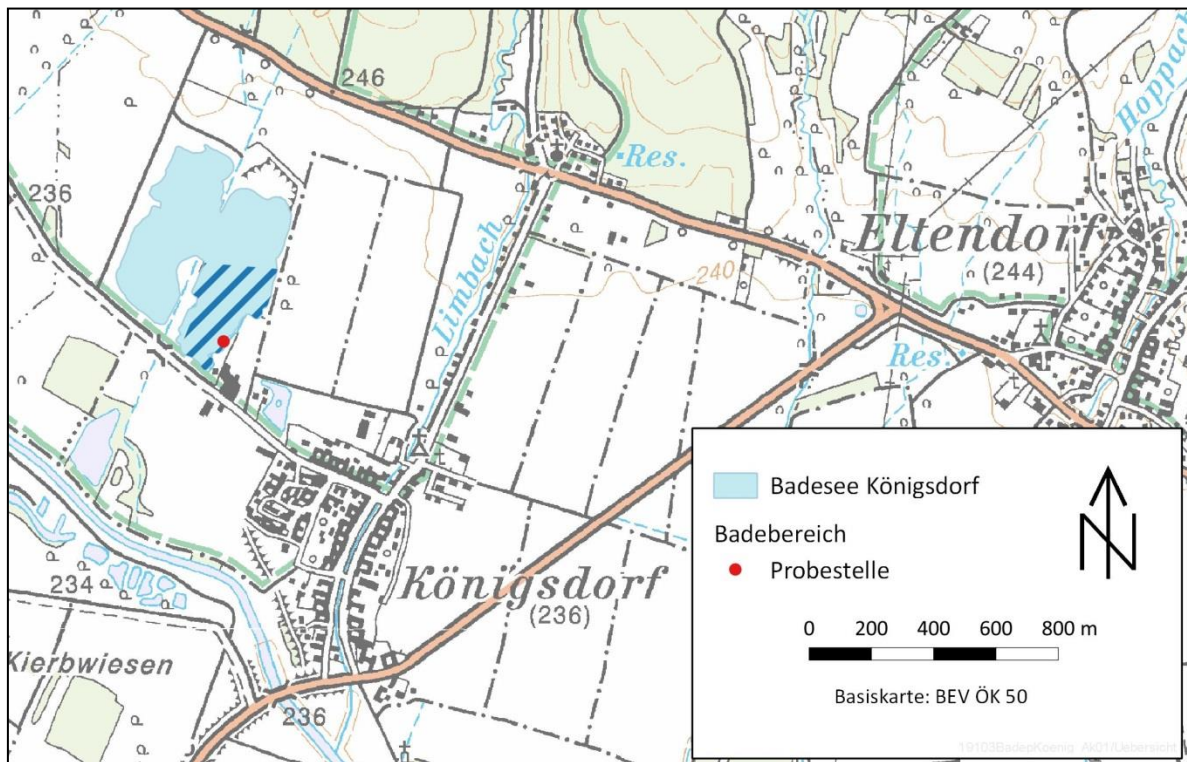 246
Res.
Hoppach
236
Eltendorf
(244)
240
Limbach
Res.
Königsdorf
(236)
234
Kierbwiesen
236
Badesee Königsdorf
Badebereich
Probestelle
N
0 200 400 600 800 m
Basiskarte: BEV ÖK 50
19103BadepKoenig_Ak01/Uebersicht